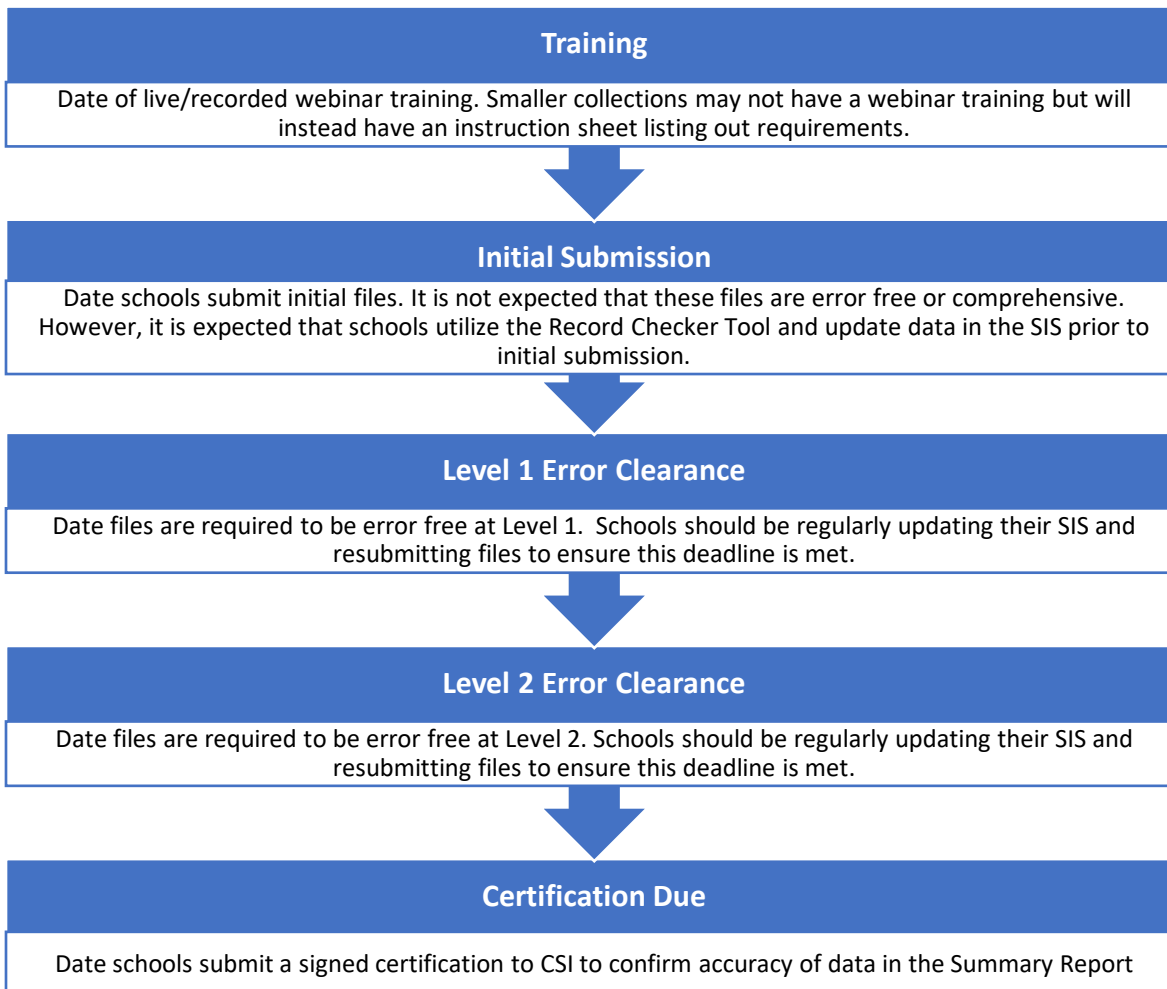 Training
Date of live/recorded webinar training. Smaller collections may not have a webinar training but will
instead have an instruction sheet listing out requirements.
Initial Submission
Date schools submit initial files. It is not expected that these files are error free or comprehensive.
However, it is expected that schools utilize the Record Checker Tool and update data in the SIS prior to
initial submission.
Level 1 Error Clearance
Date files are required to be error free at Level 1.  Schools should be regularly updating their SIS and
resubmitting files to ensure this deadline is met.
Level 2 Error Clearance
Date files are required to be error free at Level 2. Schools should be regularly updating their SIS and
resubmitting files to ensure this deadline is met.
Certification Due
Date schools submit a signed certification to CSI to confirm accuracy of data in the Summary Report